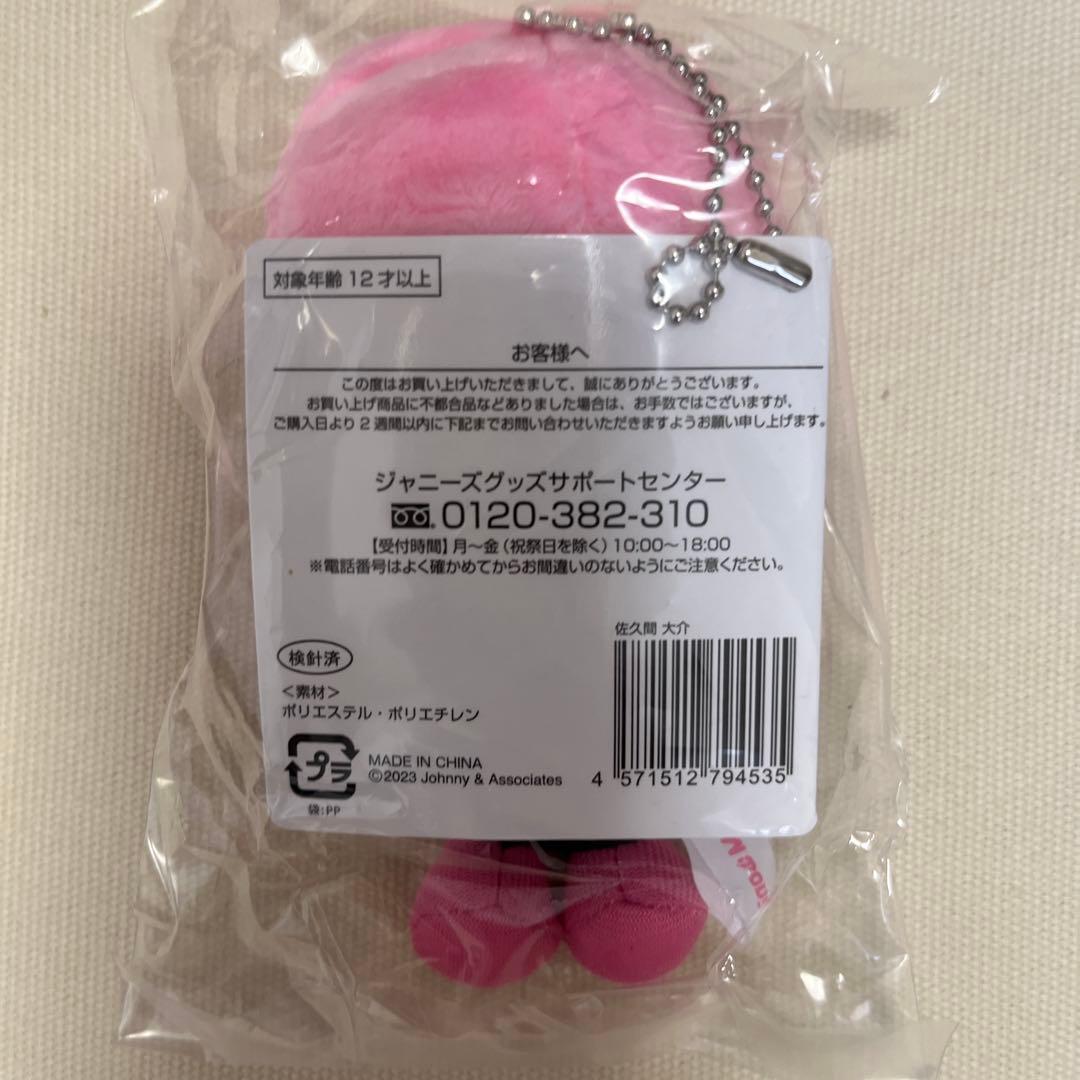 対象年齢12才以上
お客様へ
この度はお買い上げいただきまして、誠にありがとうございます。
お買い上げ商品に不都合品などありました場合は、お手数ではございますが、
ご購入日より2週間以内に下記までお問い合わせいただきますようお願い申し上げます。
ジャニーズグッズサポートセンター
0120-382-310
【受付時間】月〜金（祝祭日を除く）10:00〜18:00
※電話番号はよく確かめてからお間違いのないようにご注意ください。
佐久間 大介
検針済
＜素材＞
ポリエステル・ポリエチレン
プラ
MADE IN CHINA
©2023 Johnny & Associates
袋:PP
4 571512 794535